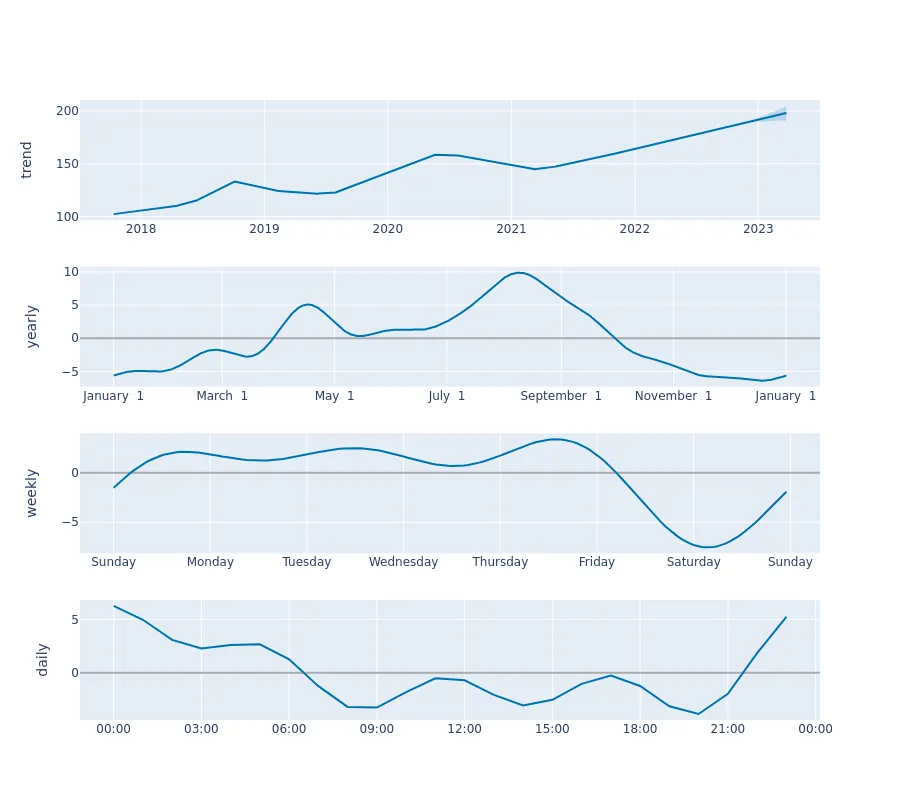 200
150
100
trend
2018 2019 2020 2021 2022 2023
10
5
0
−5
yearly
January 1 March 1 May 1 July 1 September 1 November 1 January 1
0
−5
weekly
Sunday Monday Tuesday Wednesday Thursday Friday Saturday Sunday
5
0
daily
00:00 03:00 06:00 09:00 12:00 15:00 18:00 21:00 00:00